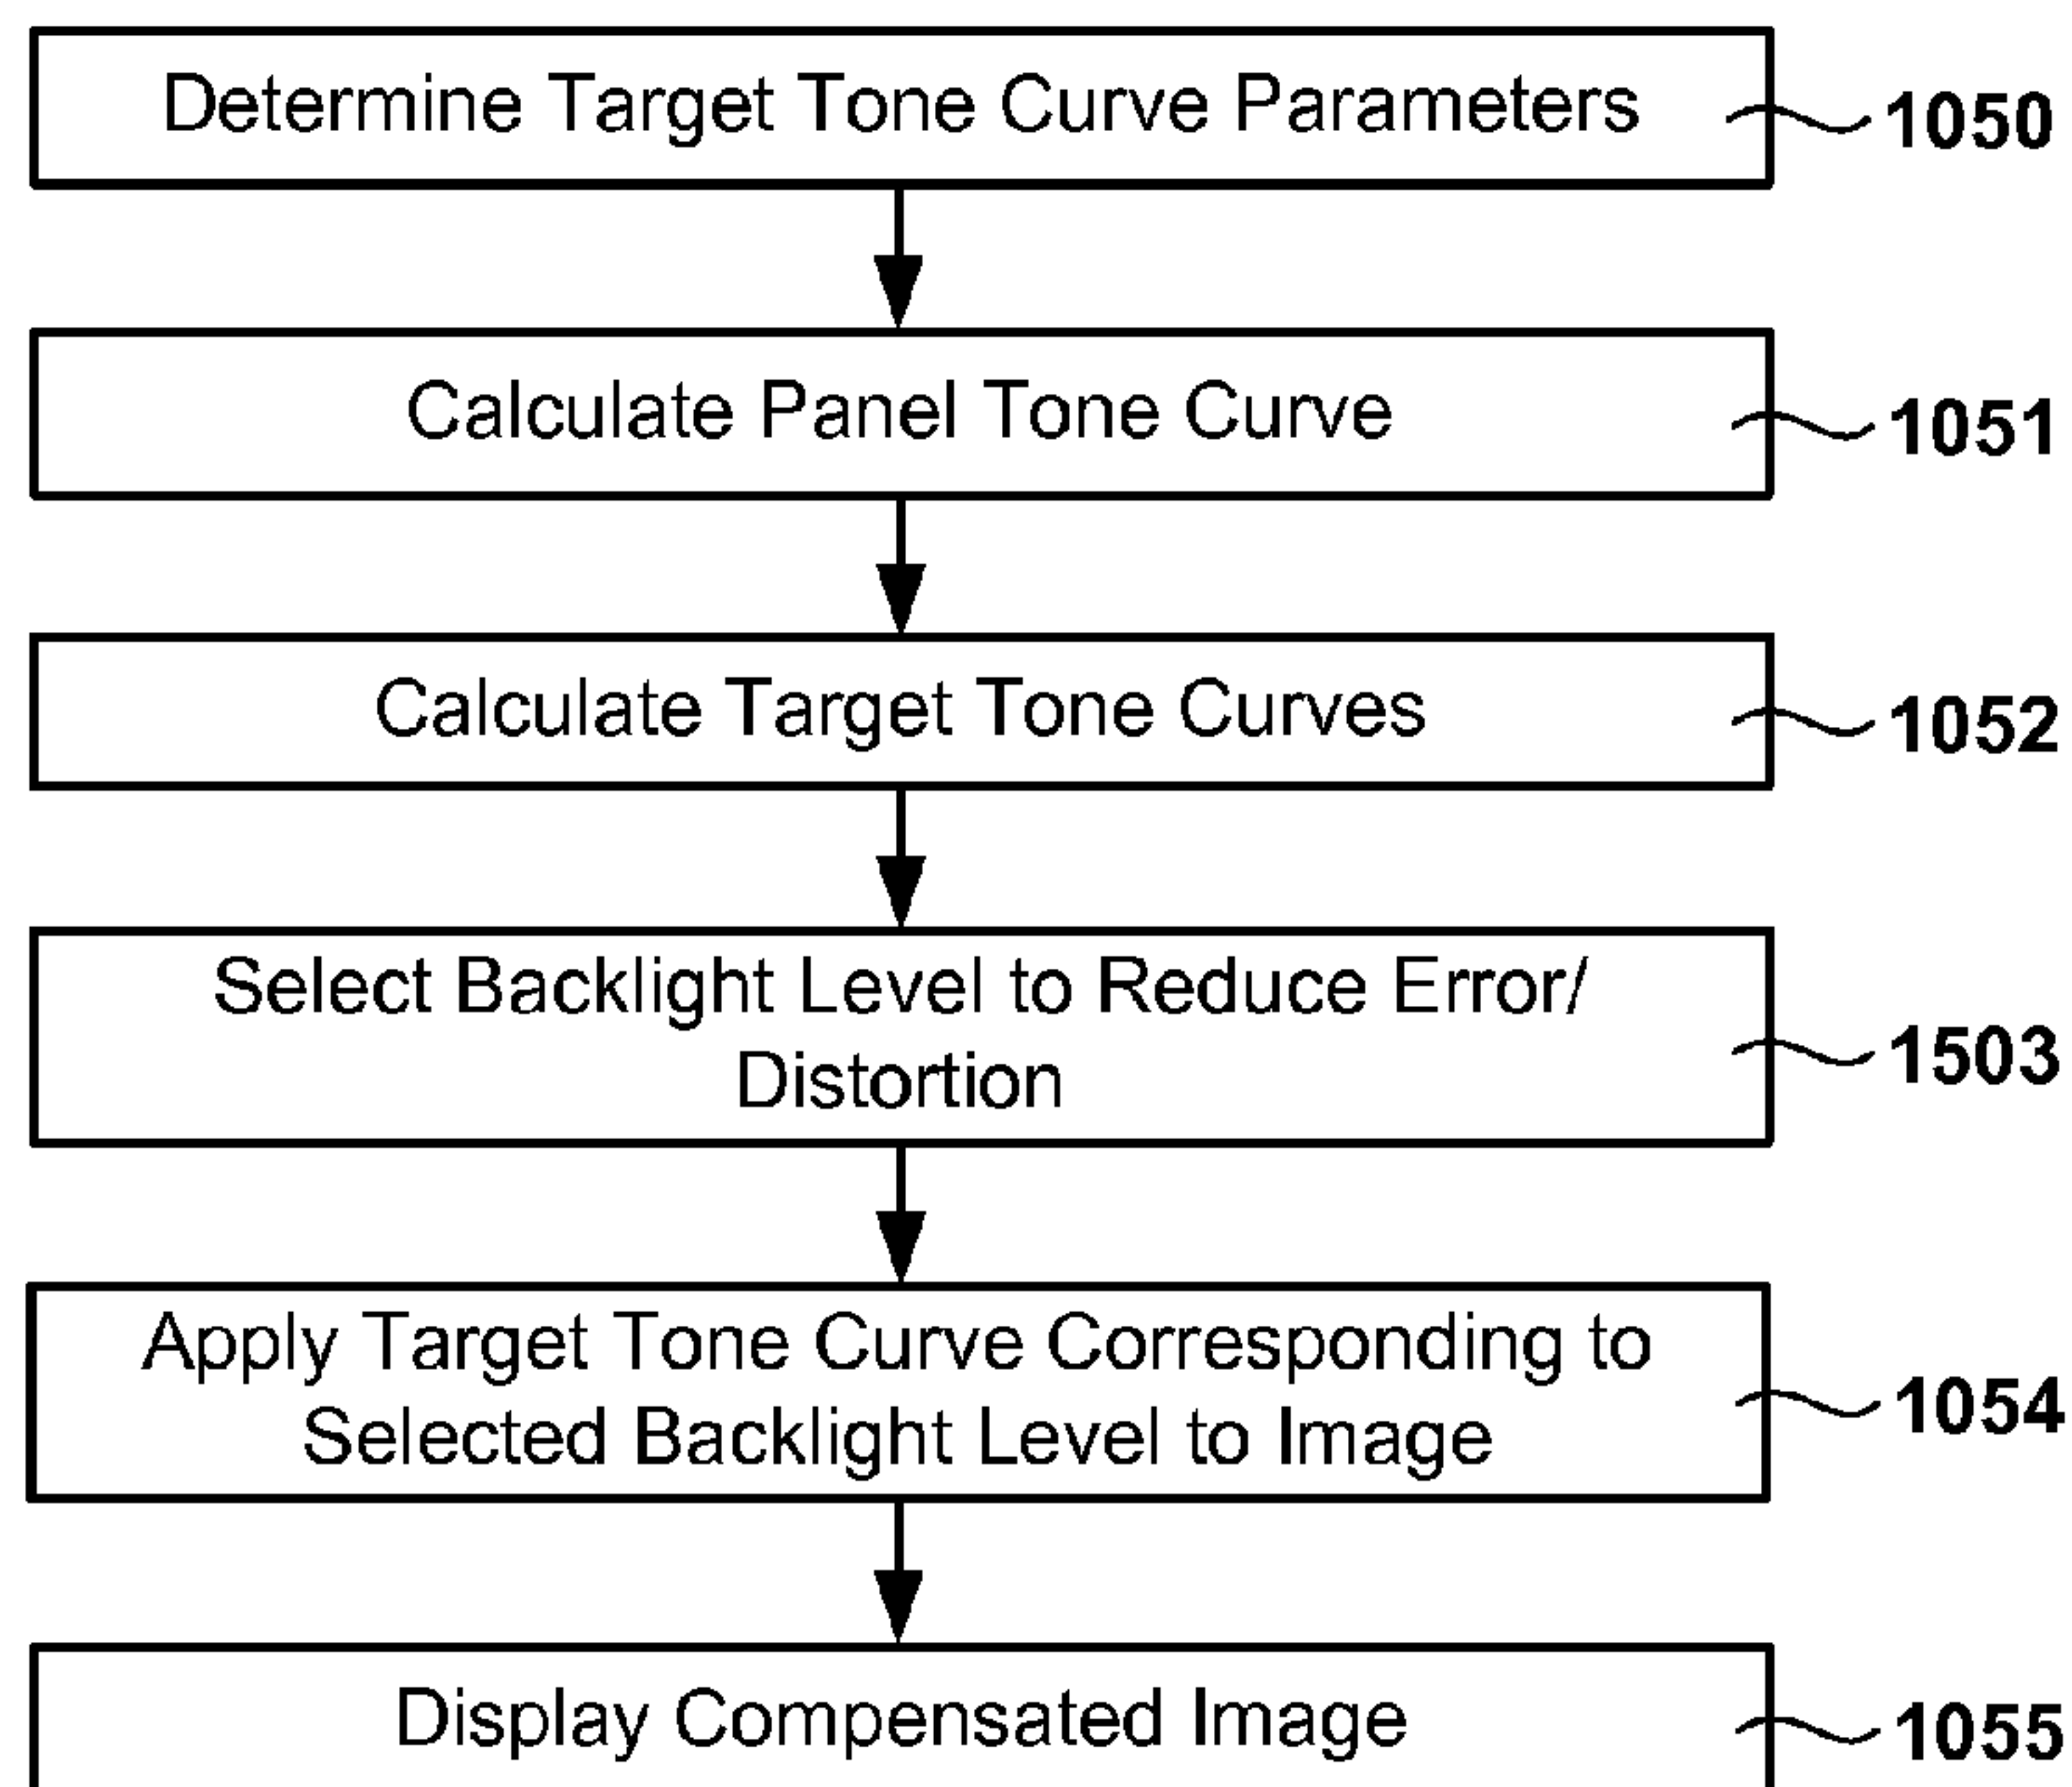 Determine Target Tone Curve Parameters
1050
Calculate Panel Tone Curve
1051
Calculate Target Tone Curves
1052
Select Backlight Level to Reduce Error/
Distortion
1503
Apply Target Tone Curve Corresponding to
Selected Backlight Level to Image
1054
Display Compensated Image
1055